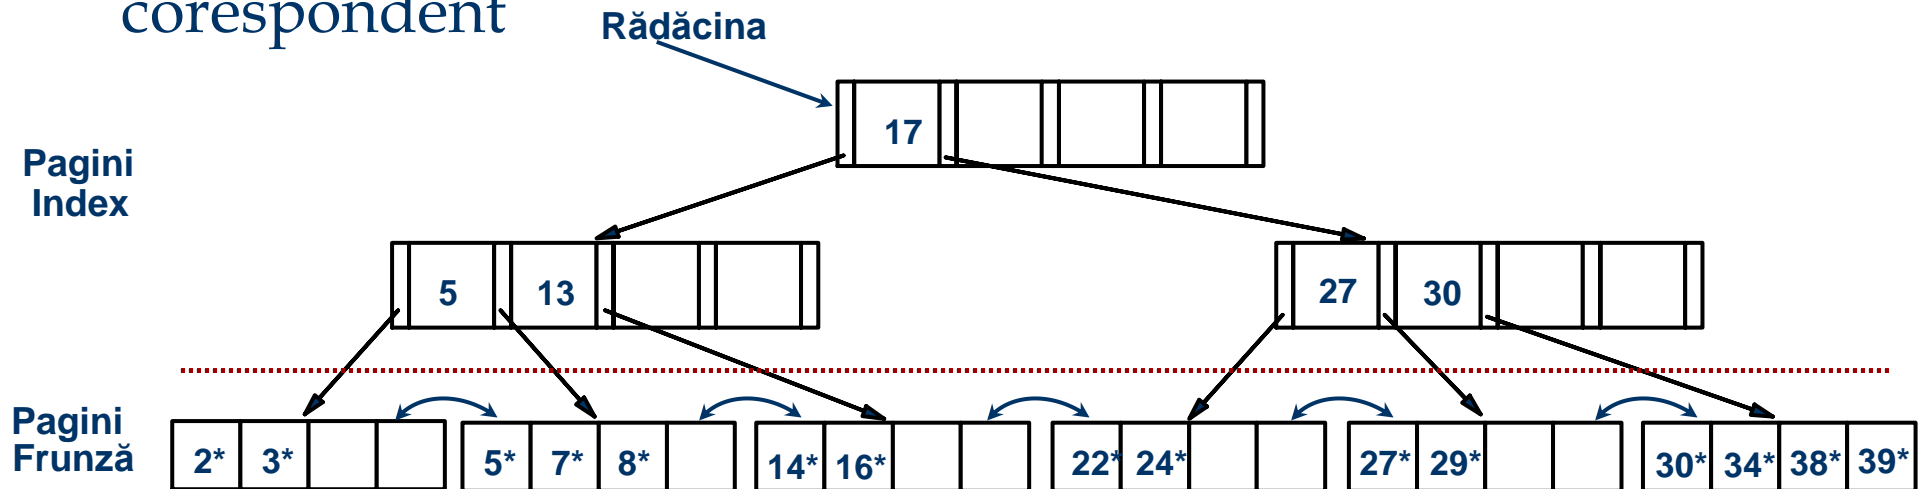 corespondent
Rădăcina
17
Pagini
Index
5 13
27 30
Pagini
Frunză
2* 3*
5* 7* 8*
14* 16*
22* 24*
27* 29*
30* 34* 38* 39*